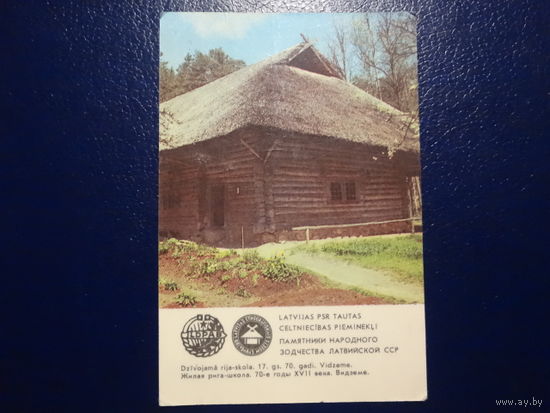 LATVIJAS PSR TAUTAS
CELTNIECĪBAS PIEMINEKĻI
ПАМЯТНИКИ НАРОДНОГО
ЗОДЧЕСТВА ЛАТВИЙСКОЙ ССР
Dzīvojamā rija-skola. 17. gs. 70. gadi. Vidzeme.
Жилая рига-школа. 70-е годы XVII века. Видземе.
www.ay.by